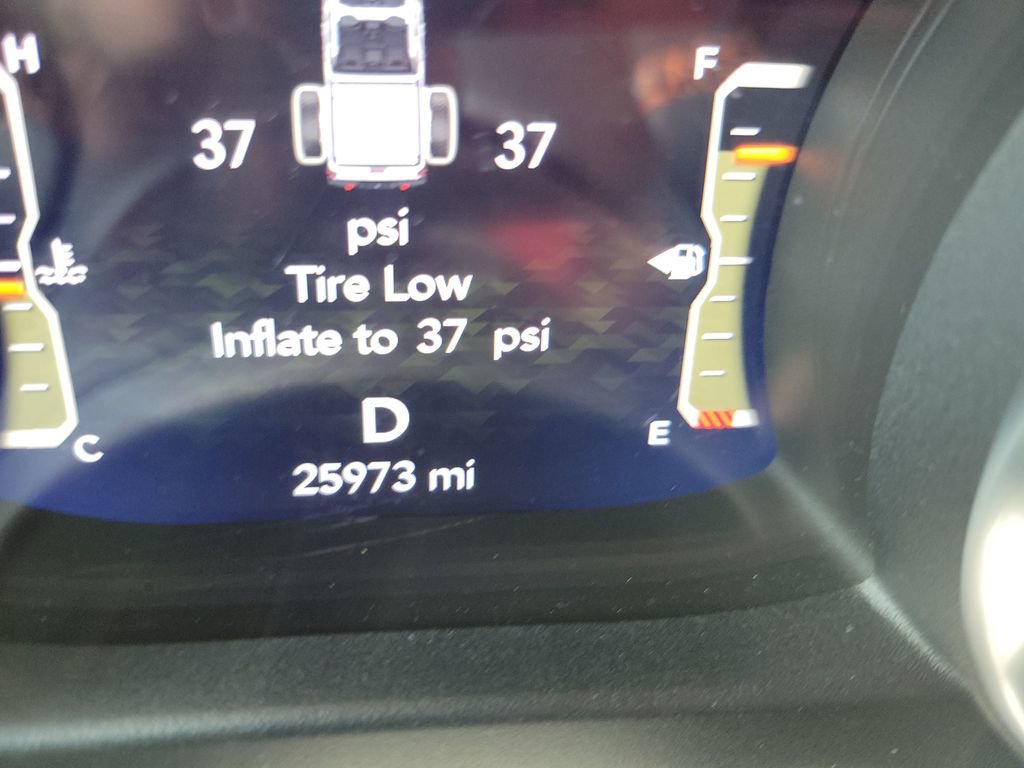 H
F
37 37
psi
Tire Low
Inflate to 37 psi
D
E
C
25973 mi